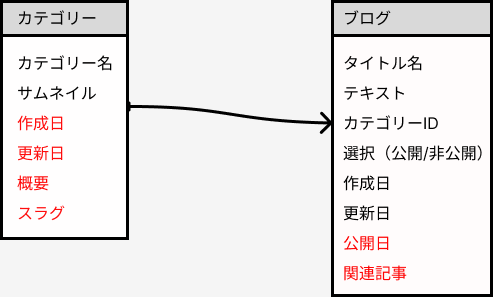 カテゴリー
カテゴリー名
サムネイル
作成日
更新日
概要
スラグ
ブログ
タイトル名
テキスト
カテゴリーID
選択（公開/非公開）
作成日
更新日
公開日
関連記事